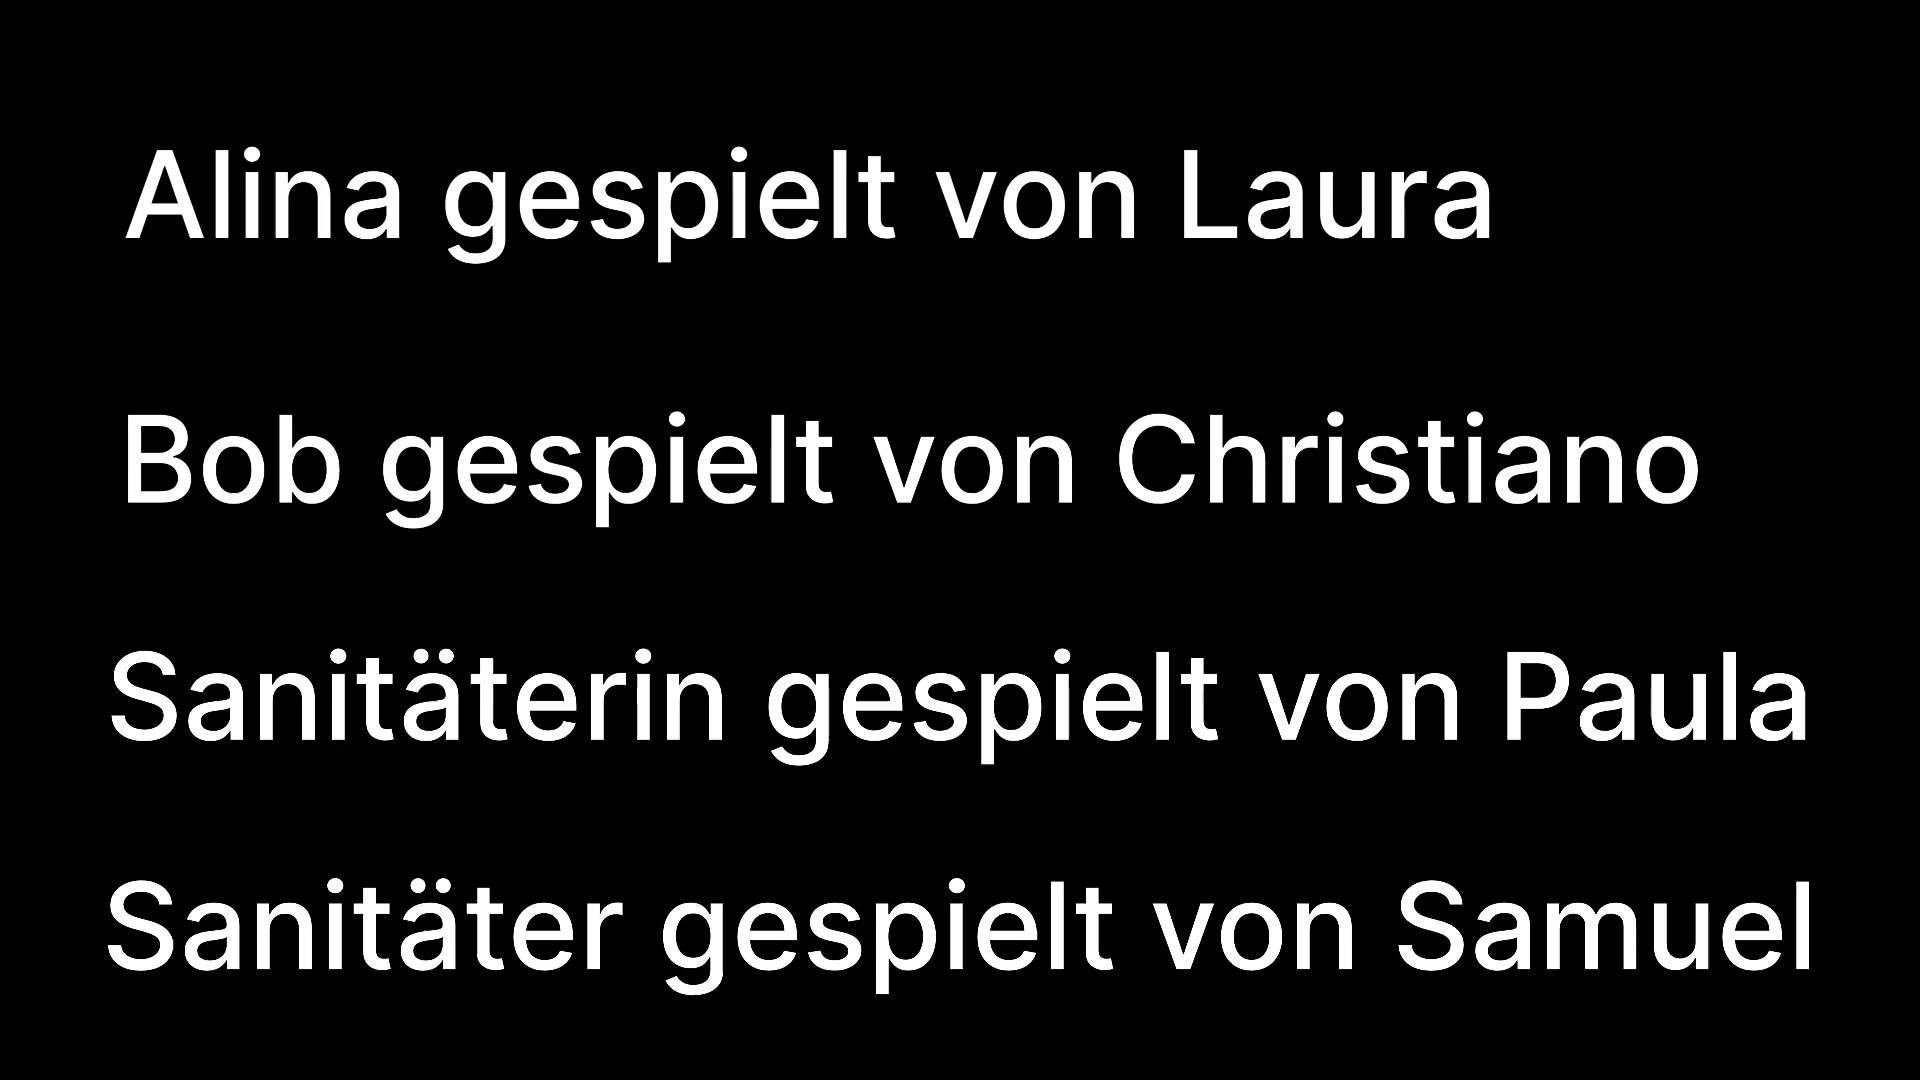 Alina gespielt von Laura
Bob gespielt von Christiano
Sanitäterin gespielt von Paula
Sanitäter gespielt von Samuel